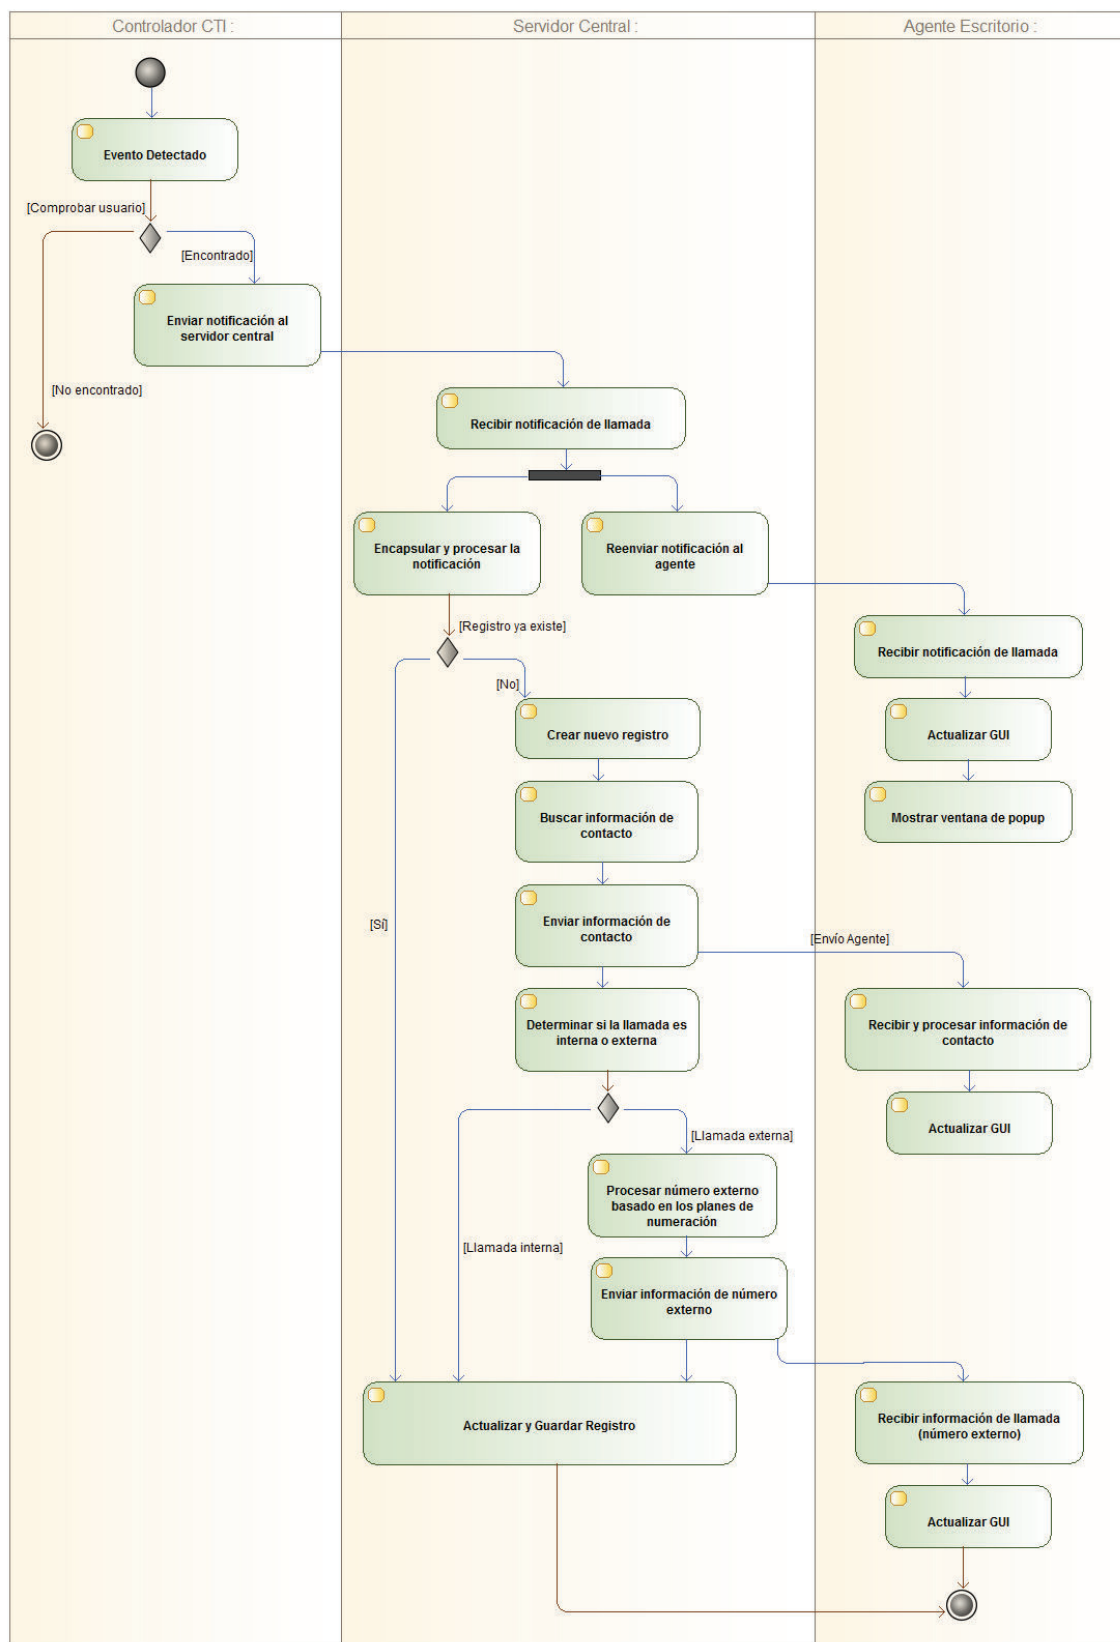 Controlador CTI :
Servidor Central :
Agente Escritorio :
Evento Detectado
[Comprobar usuario]
[Encontrado]
Enviar notificación al
servidor central
[No encontrado]
Recibir notificación de llamada
Encapsular y procesar la
notificación
Reenviar notificación al
agente
[Registro ya existe]
Recibir notificación de llamada
[No]
Crear nuevo registro
Actualizar GUI
Buscar información de
contacto
Mostrar ventana de popup
Enviar información de
contacto
[Sí]
[Envío Agente]
Determinar si la llamada es
interna o externa
Recibir y procesar información de
contacto
Actualizar GUI
[Llamada externa]
Procesar número externo
basado en los planes de
numeración
[Llamada interna]
Enviar información de número
externo
Actualizar y Guardar Registro
Recibir información de llamada
(número externo)
Actualizar GUI